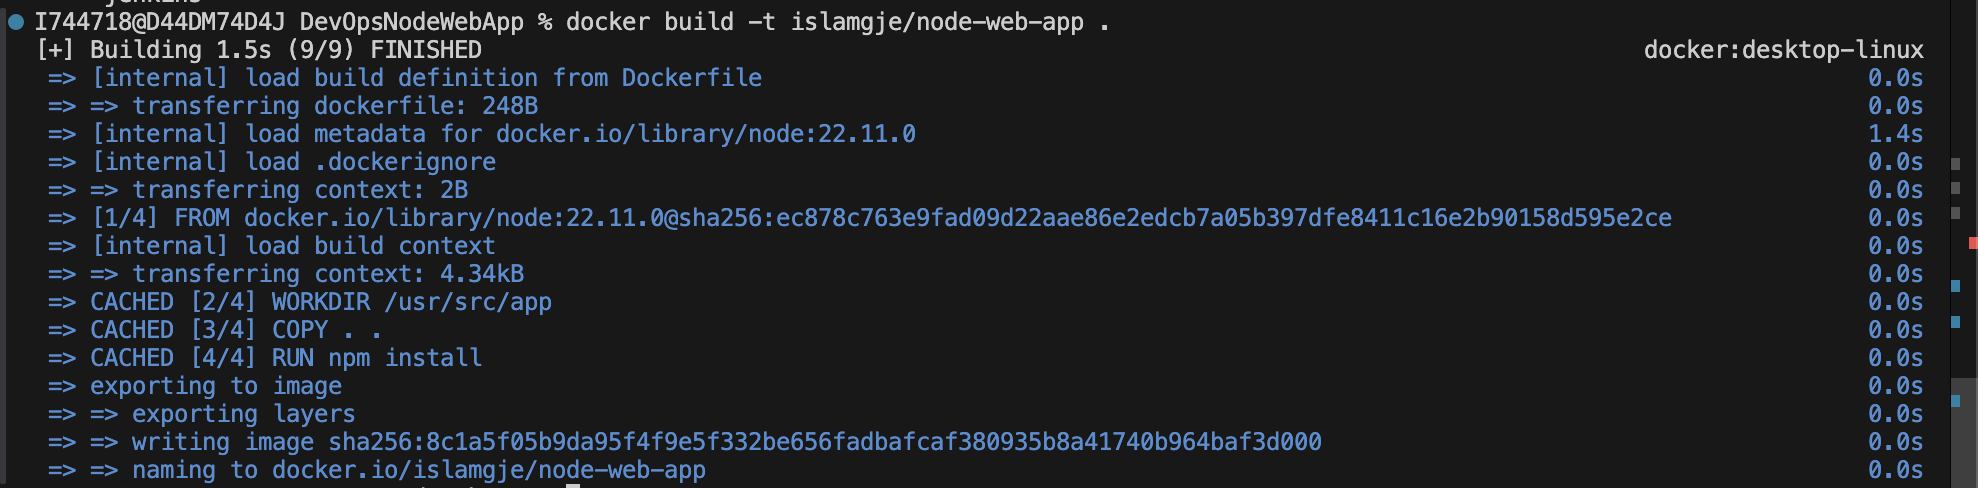 I744718@D44DM74D4J DevOpsNodeWebApp % docker build -t islamgje/node-web-app .
[+] Building 1.5s (9/9) FINISHED docker:desktop-linux
=> [internal] load build definition from Dockerfile 0.0s
=> => transferring dockerfile: 248B 0.0s
=> [internal] load metadata for docker.io/library/node:22.11.0 1.4s
=> [internal] load .dockerignore 0.0s
=> => transferring context: 2B 0.0s
=> [1/4] FROM docker.io/library/node:22.11.0@sha256:ec878c763e9fad09d22aae86e2edcb7a05b397dfe8411c16e2b90158d595e2ce 0.0s
=> [internal] load build context 0.0s
=> => transferring context: 4.34kB 0.0s
=> CACHED [2/4] WORKDIR /usr/src/app 0.0s
=> CACHED [3/4] COPY . . 0.0s
=> CACHED [4/4] RUN npm install 0.0s
=> exporting to image 0.0s
=> => exporting layers 0.0s
=> => writing image sha256:8c1a5f05b9da95f4f9e5f332be656fadbafcaf380935b8a41740b964baf3d000 0.0s
=> => naming to docker.io/islamgje/node-web-app 0.0s